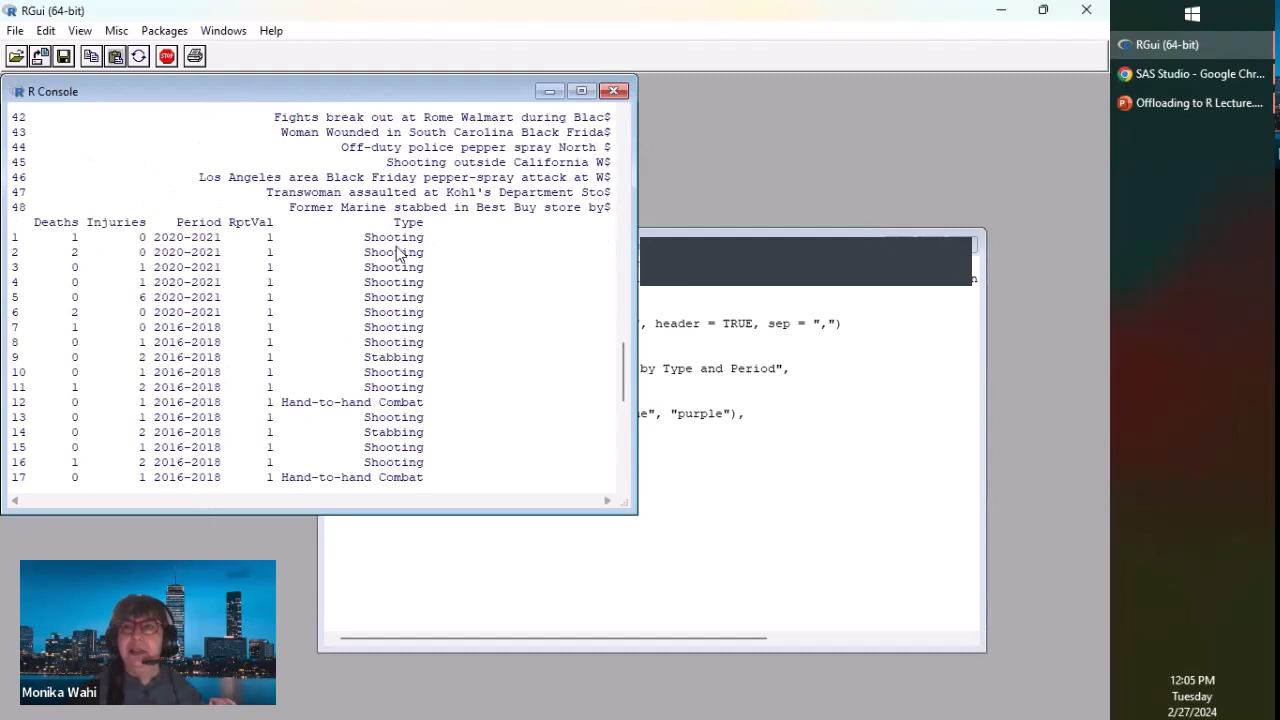 RGui (64-bit)
File Edit View Misc Packages Windows Help
STOP
R Console
42 Fights break out at Rome Walmart during Blac$
43 Woman Wounded in South Carolina Black Frida$
44 Off-duty police pepper spray North $
45 Shooting outside California W$
46 Los Angeles area Black Friday pepper-spray attack at W$
47 Transwoman assaulted at Kohl's Department Sto$
48 Former Marine stabbed in Best Buy store by$
Deaths Injuries Period RptVal Type
1 1 0 2020-2021 1 Shooting
2 2 0 2020-2021 1 Shooting
3 0 1 2020-2021 1 Shooting
4 0 1 2020-2021 1 Shooting
5 0 6 2020-2021 1 Shooting
6 2 0 2020-2021 1 Shooting
7 1 0 2016-2018 1 Shooting
8 0 1 2016-2018 1 Shooting
9 0 2 2016-2018 1 Stabbing
10 0 1 2016-2018 1 Shooting
11 1 2 2016-2018 1 Shooting
12 0 1 2016-2018 1 Hand-to-hand Combat
13 0 1 2016-2018 1 Shooting
14 0 2 2016-2018 1 Stabbing
15 0 1 2016-2018 1 Shooting
16 1 2 2016-2018 1 Shooting
17 0 1 2016-2018 1 Hand-to-hand Combat
, header = TRUE, sep = ",")
by Type and Period",
"purple"),
Monika Wahi
RGui (64-bit)
SAS Studio - Google Chr...
Offloading to R Lecture....
12:05 PM
Tuesday
2/27/2024